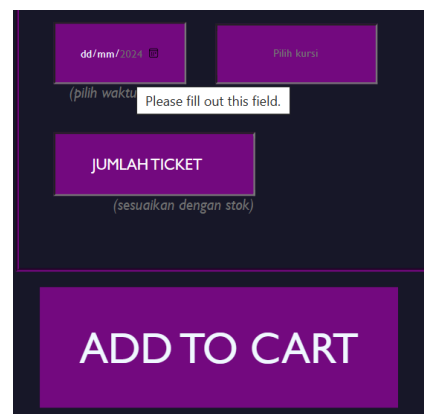 dd/mm/2024
Pilih kursi
(pilih waktu
Please fill out this field.
JUMLAH TICKET
(sesuaikan dengan stok)
ADD TO CART